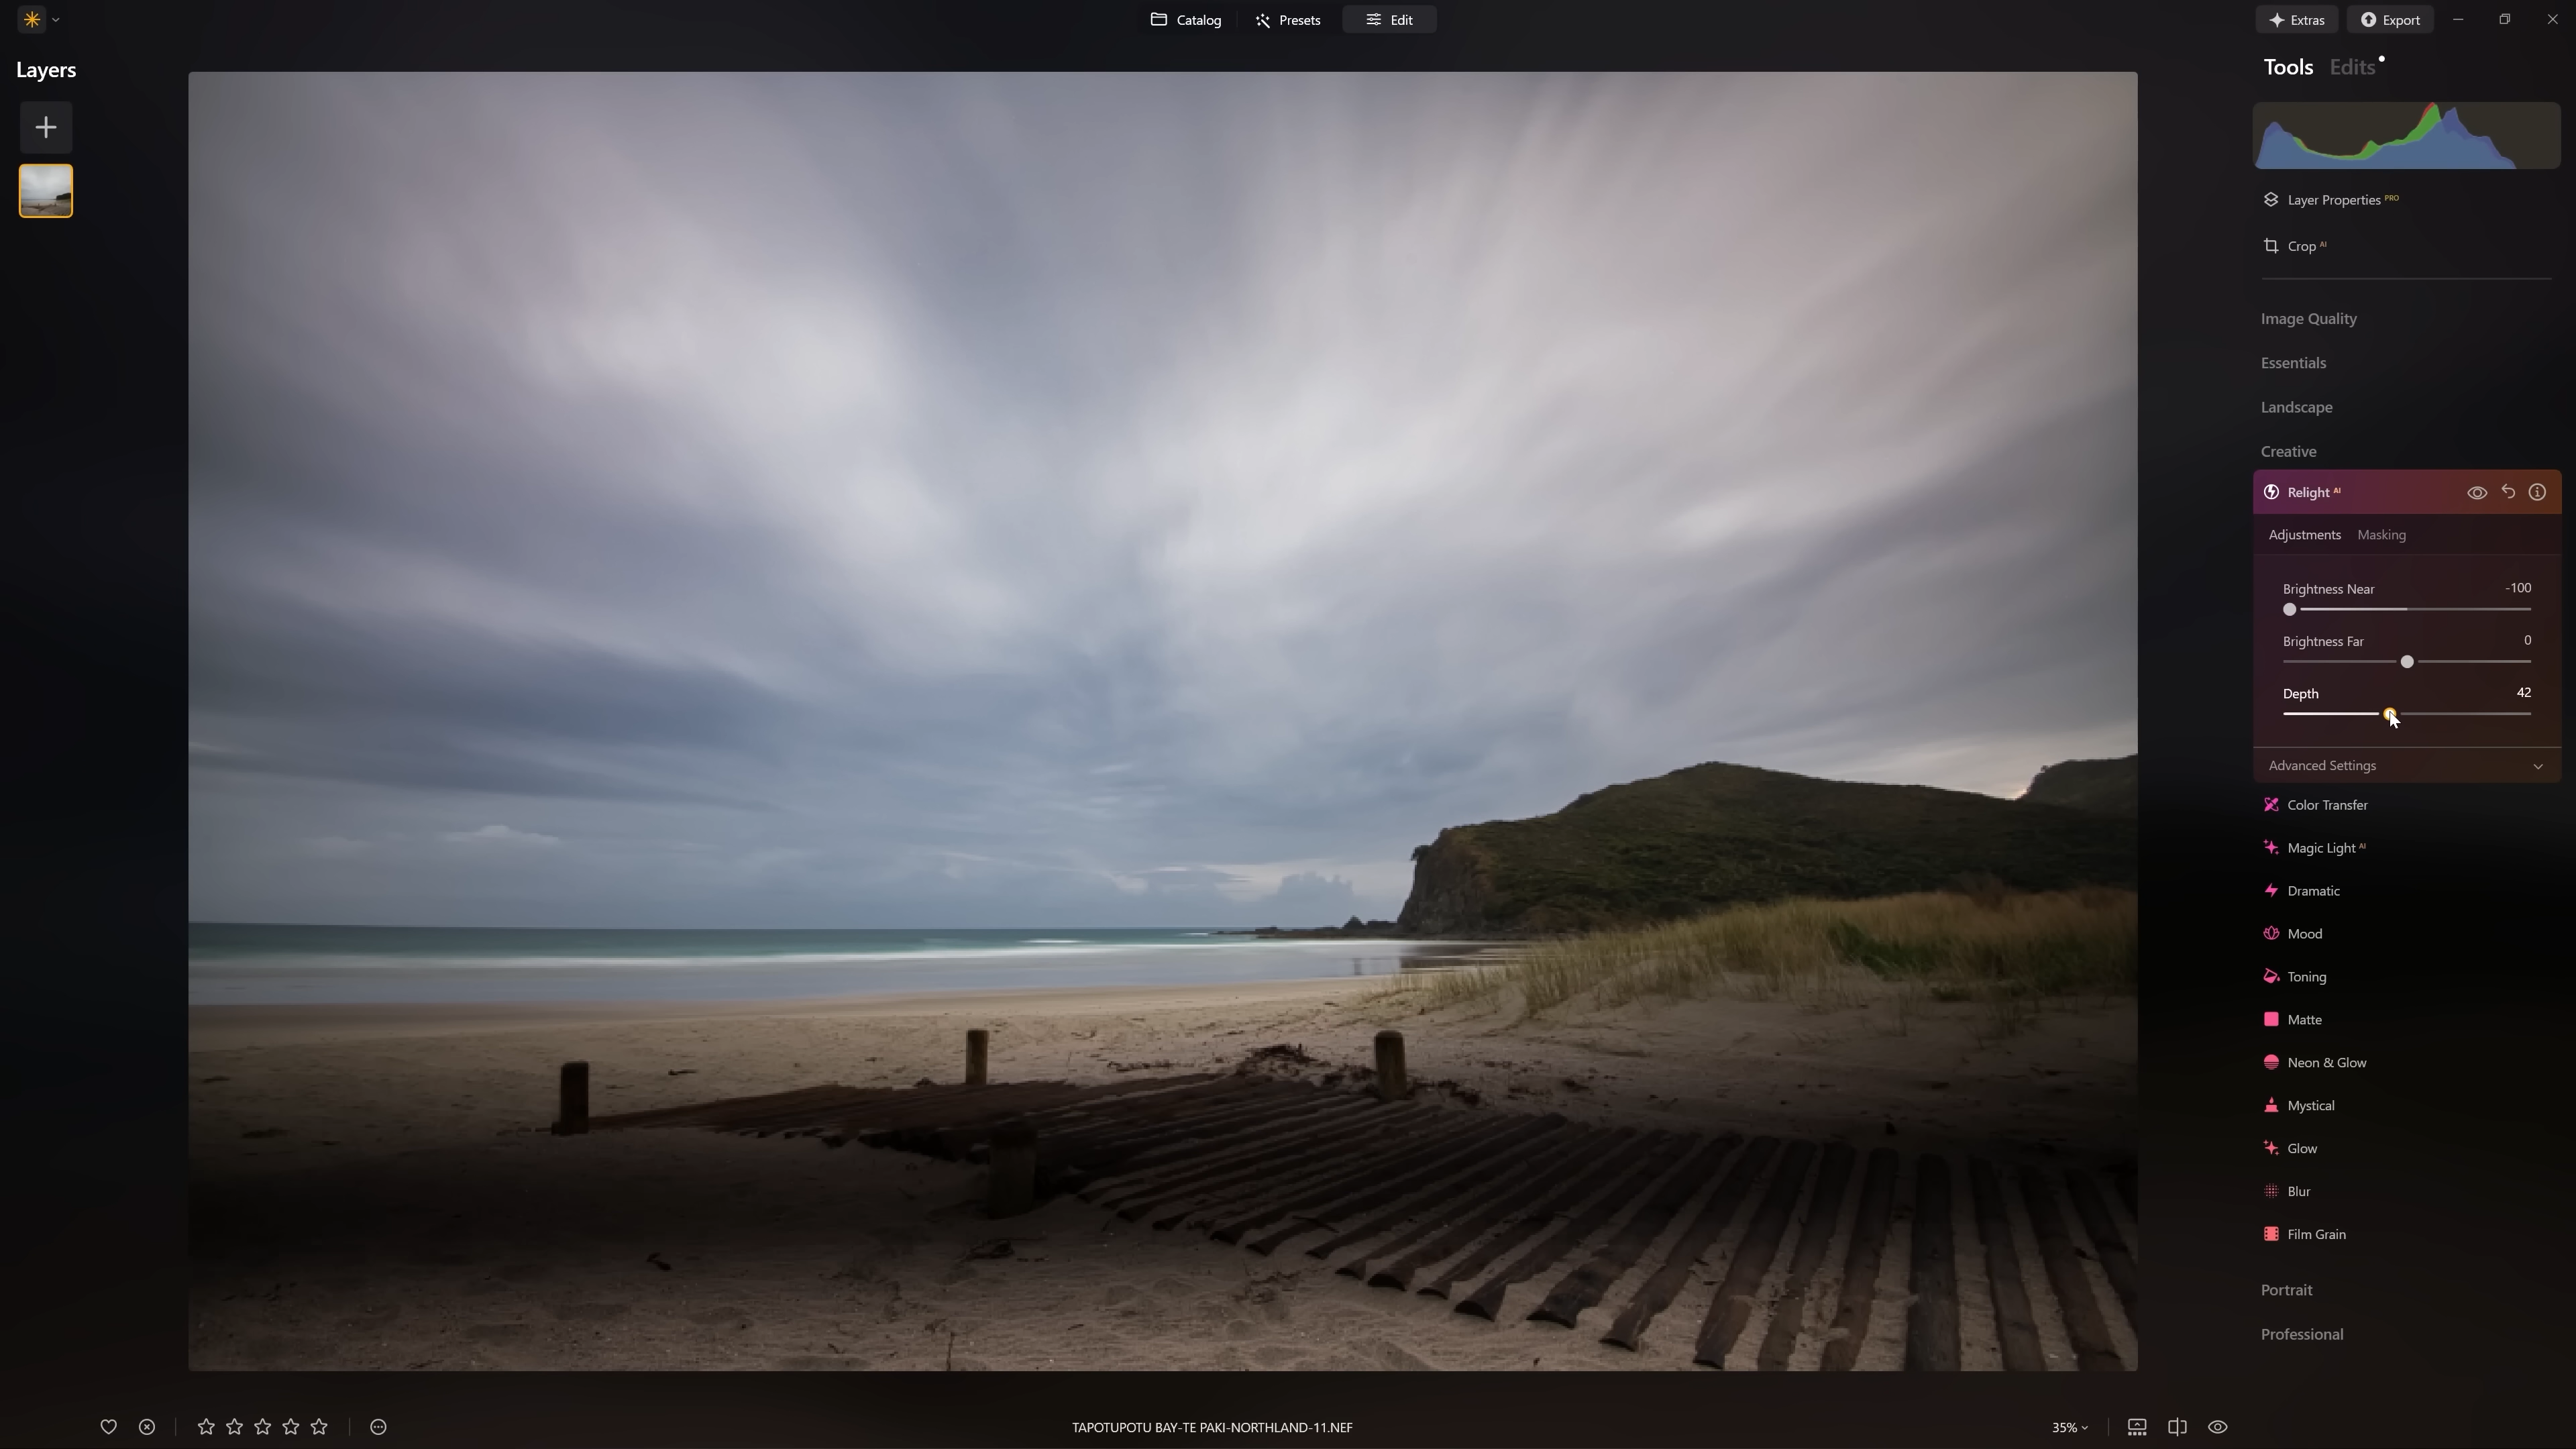 Catalog
Presets
Edit
Extras
Export
Layers
Tools Edits
Layer Properties PRO
Crop AI
Image Quality
Essentials
Landscape
Creative
Relight AI
Adjustments Masking
Brightness Near -100
Brightness Far 0
Depth 42
Advanced Settings
Color Transfer
Magic Light AI
Dramatic
Mood
Toning
Matte
Neon & Glow
Mystical
Glow
Blur
Film Grain
Portrait
Professional
TAPOTUPOTU BAY-TE PAKI-NORTHLAND-11.NEF
35%